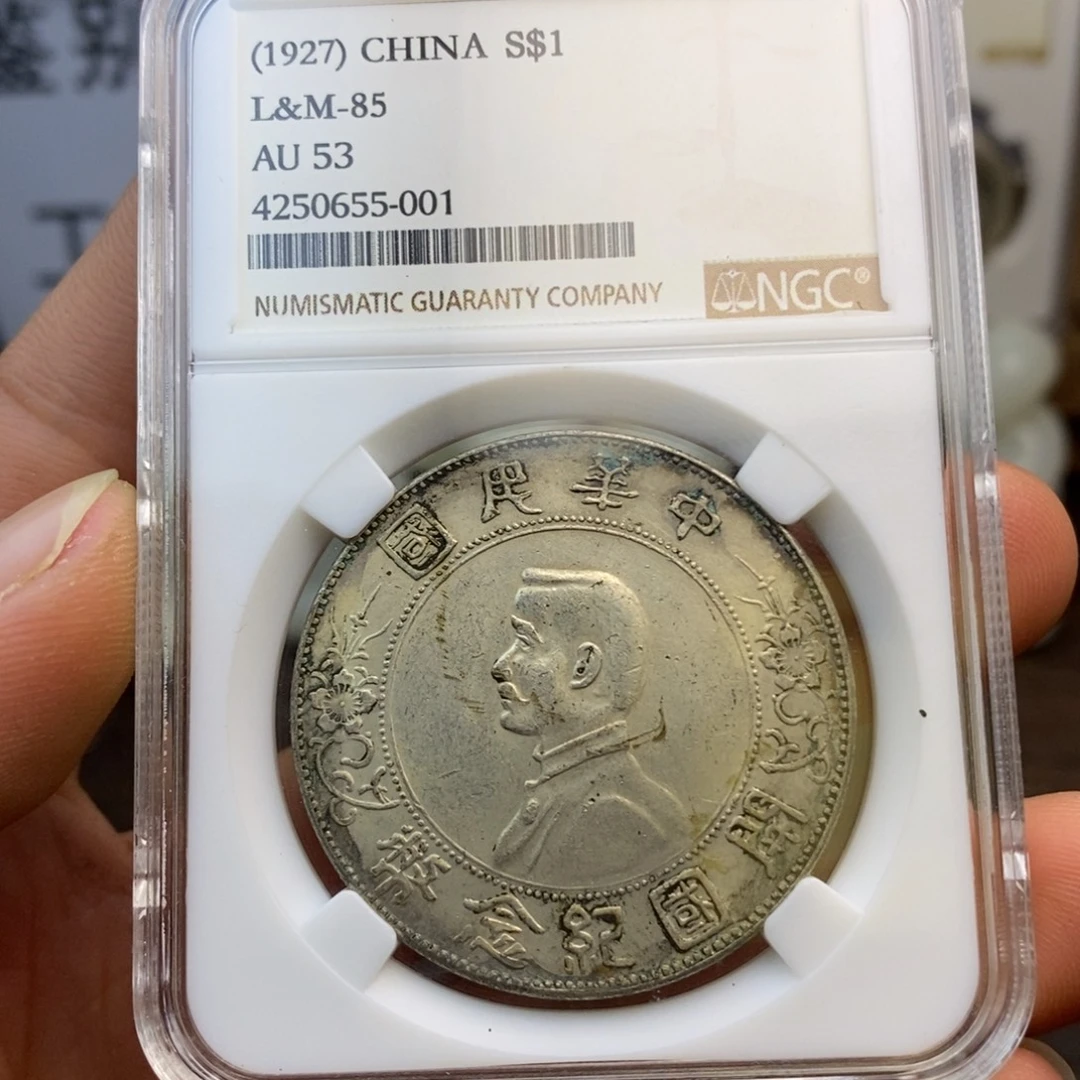 (1927) CHINA S$1
L&M-85
AU 53
4250655-001
NUMISMATIC GUARANTY COMPANY
NGC®
中華民國
開國紀念幣